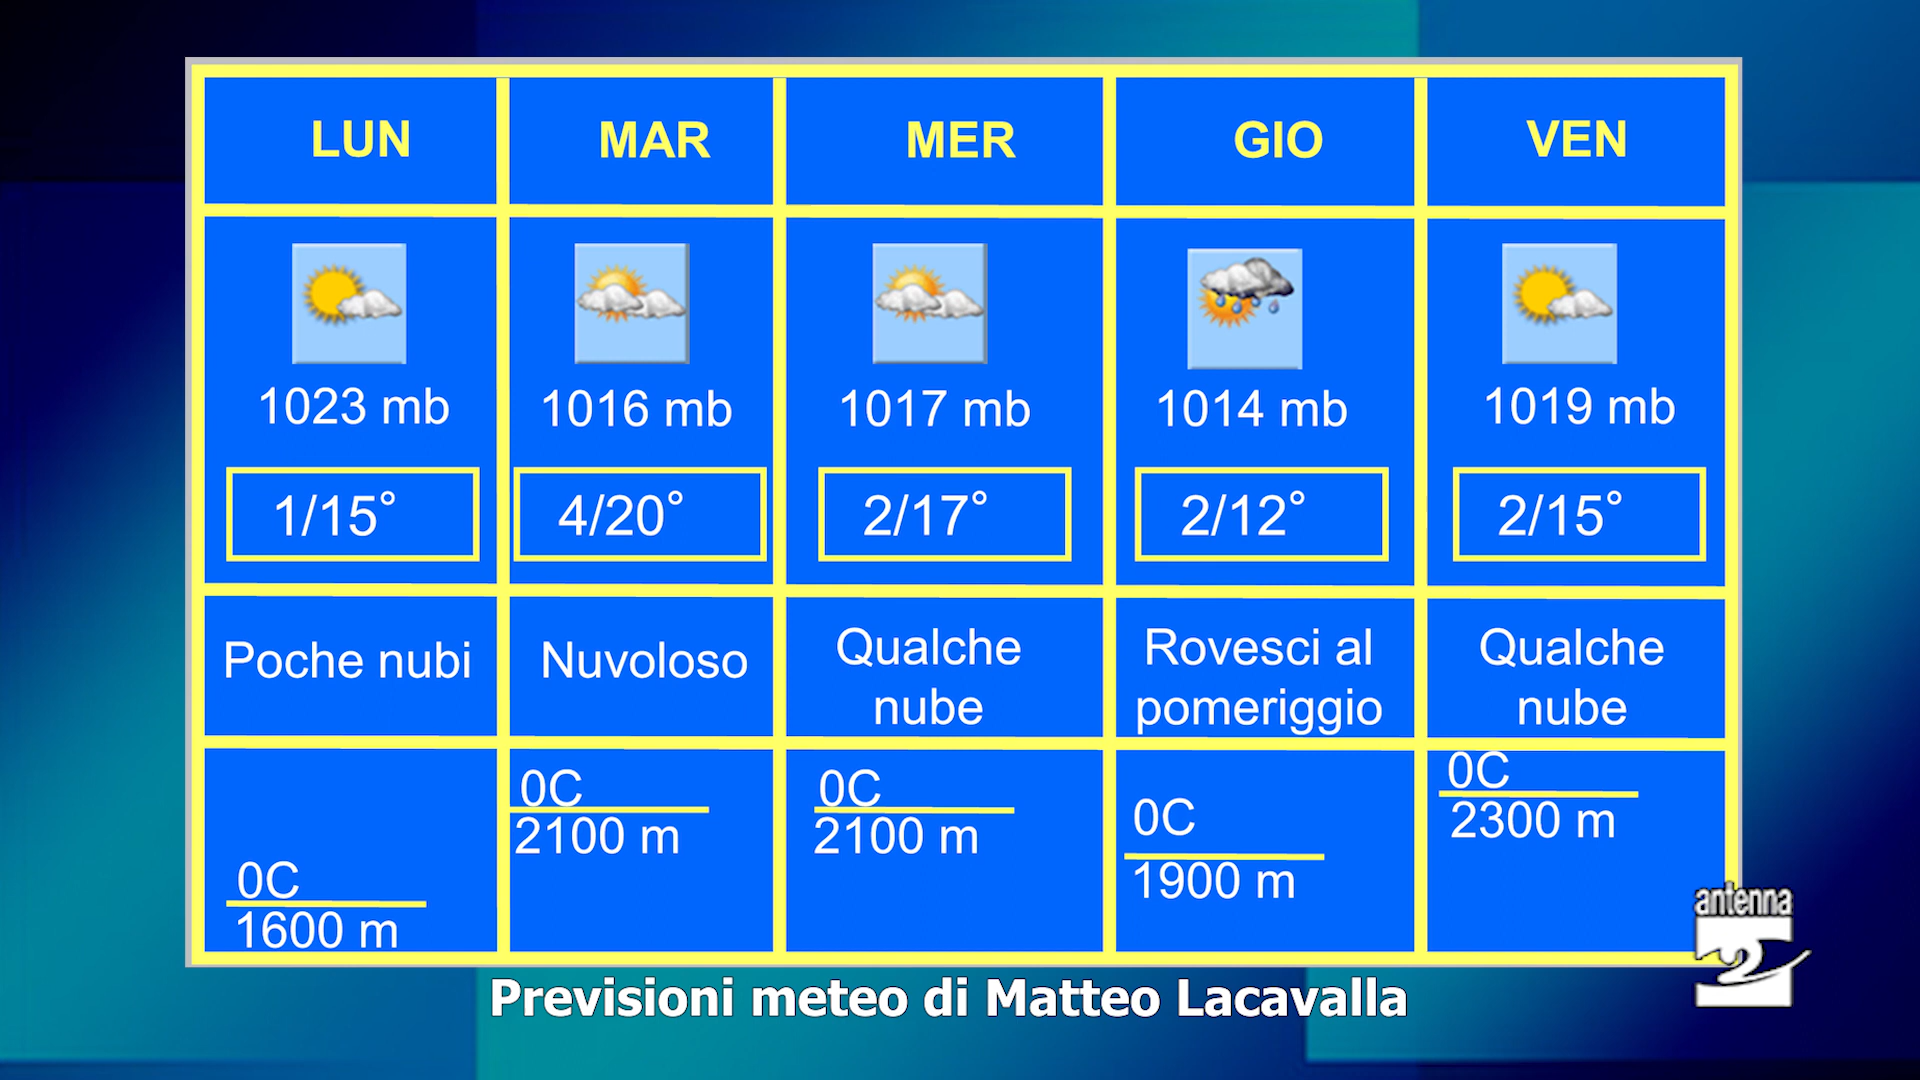 LUN MAR MER GIO VEN
1023 mb 1016 mb 1017 mb 1014 mb 1019 mb
1/15° 4/20° 2/17° 2/12° 2/15°
Poche nubi
Nuvoloso
Qualche
nube
Rovesci al
pomeriggio
Qualche
nube
0C
1600 m
0C
2100 m
0C
2100 m
0C
1900 m
0C
2300 m
antenna
2
Previsioni meteo di Matteo Lacavalla